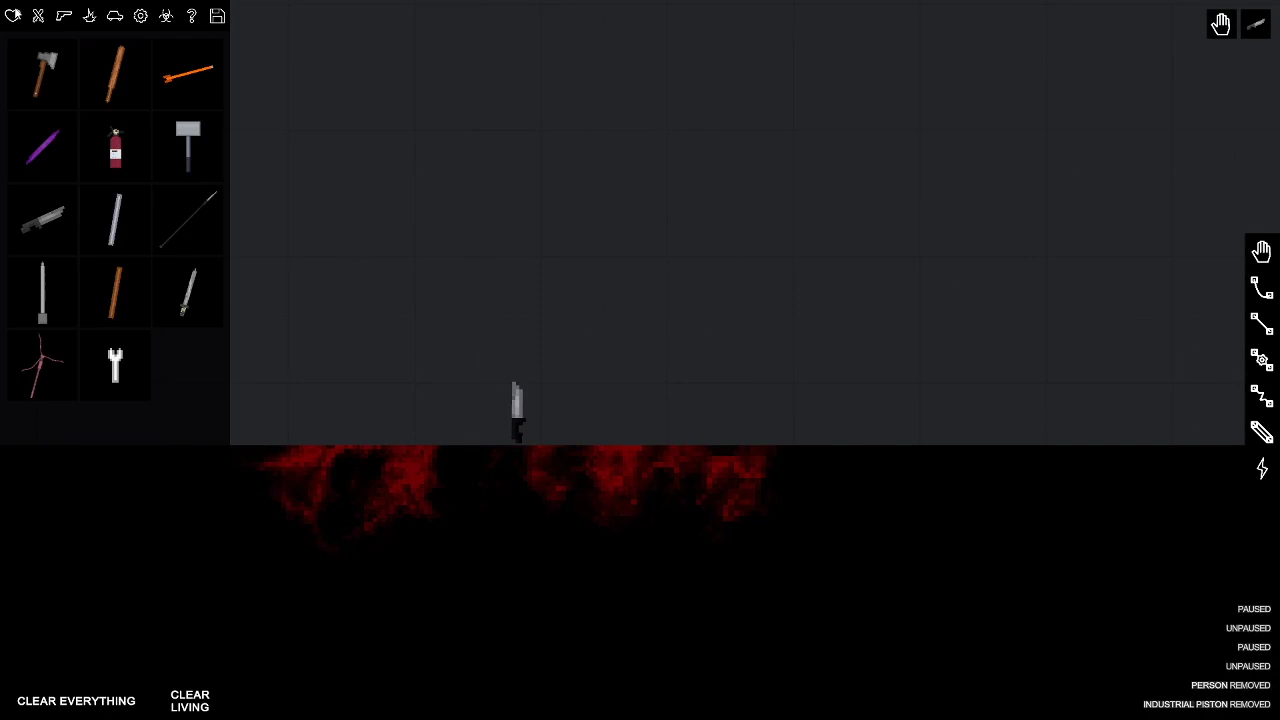 PAUSED
UNPAUSED
PAUSED
UNPAUSED
PERSON REMOVED
INDUSTRIAL PISTON REMOVED
CLEAR EVERYTHING
CLEAR
LIVING